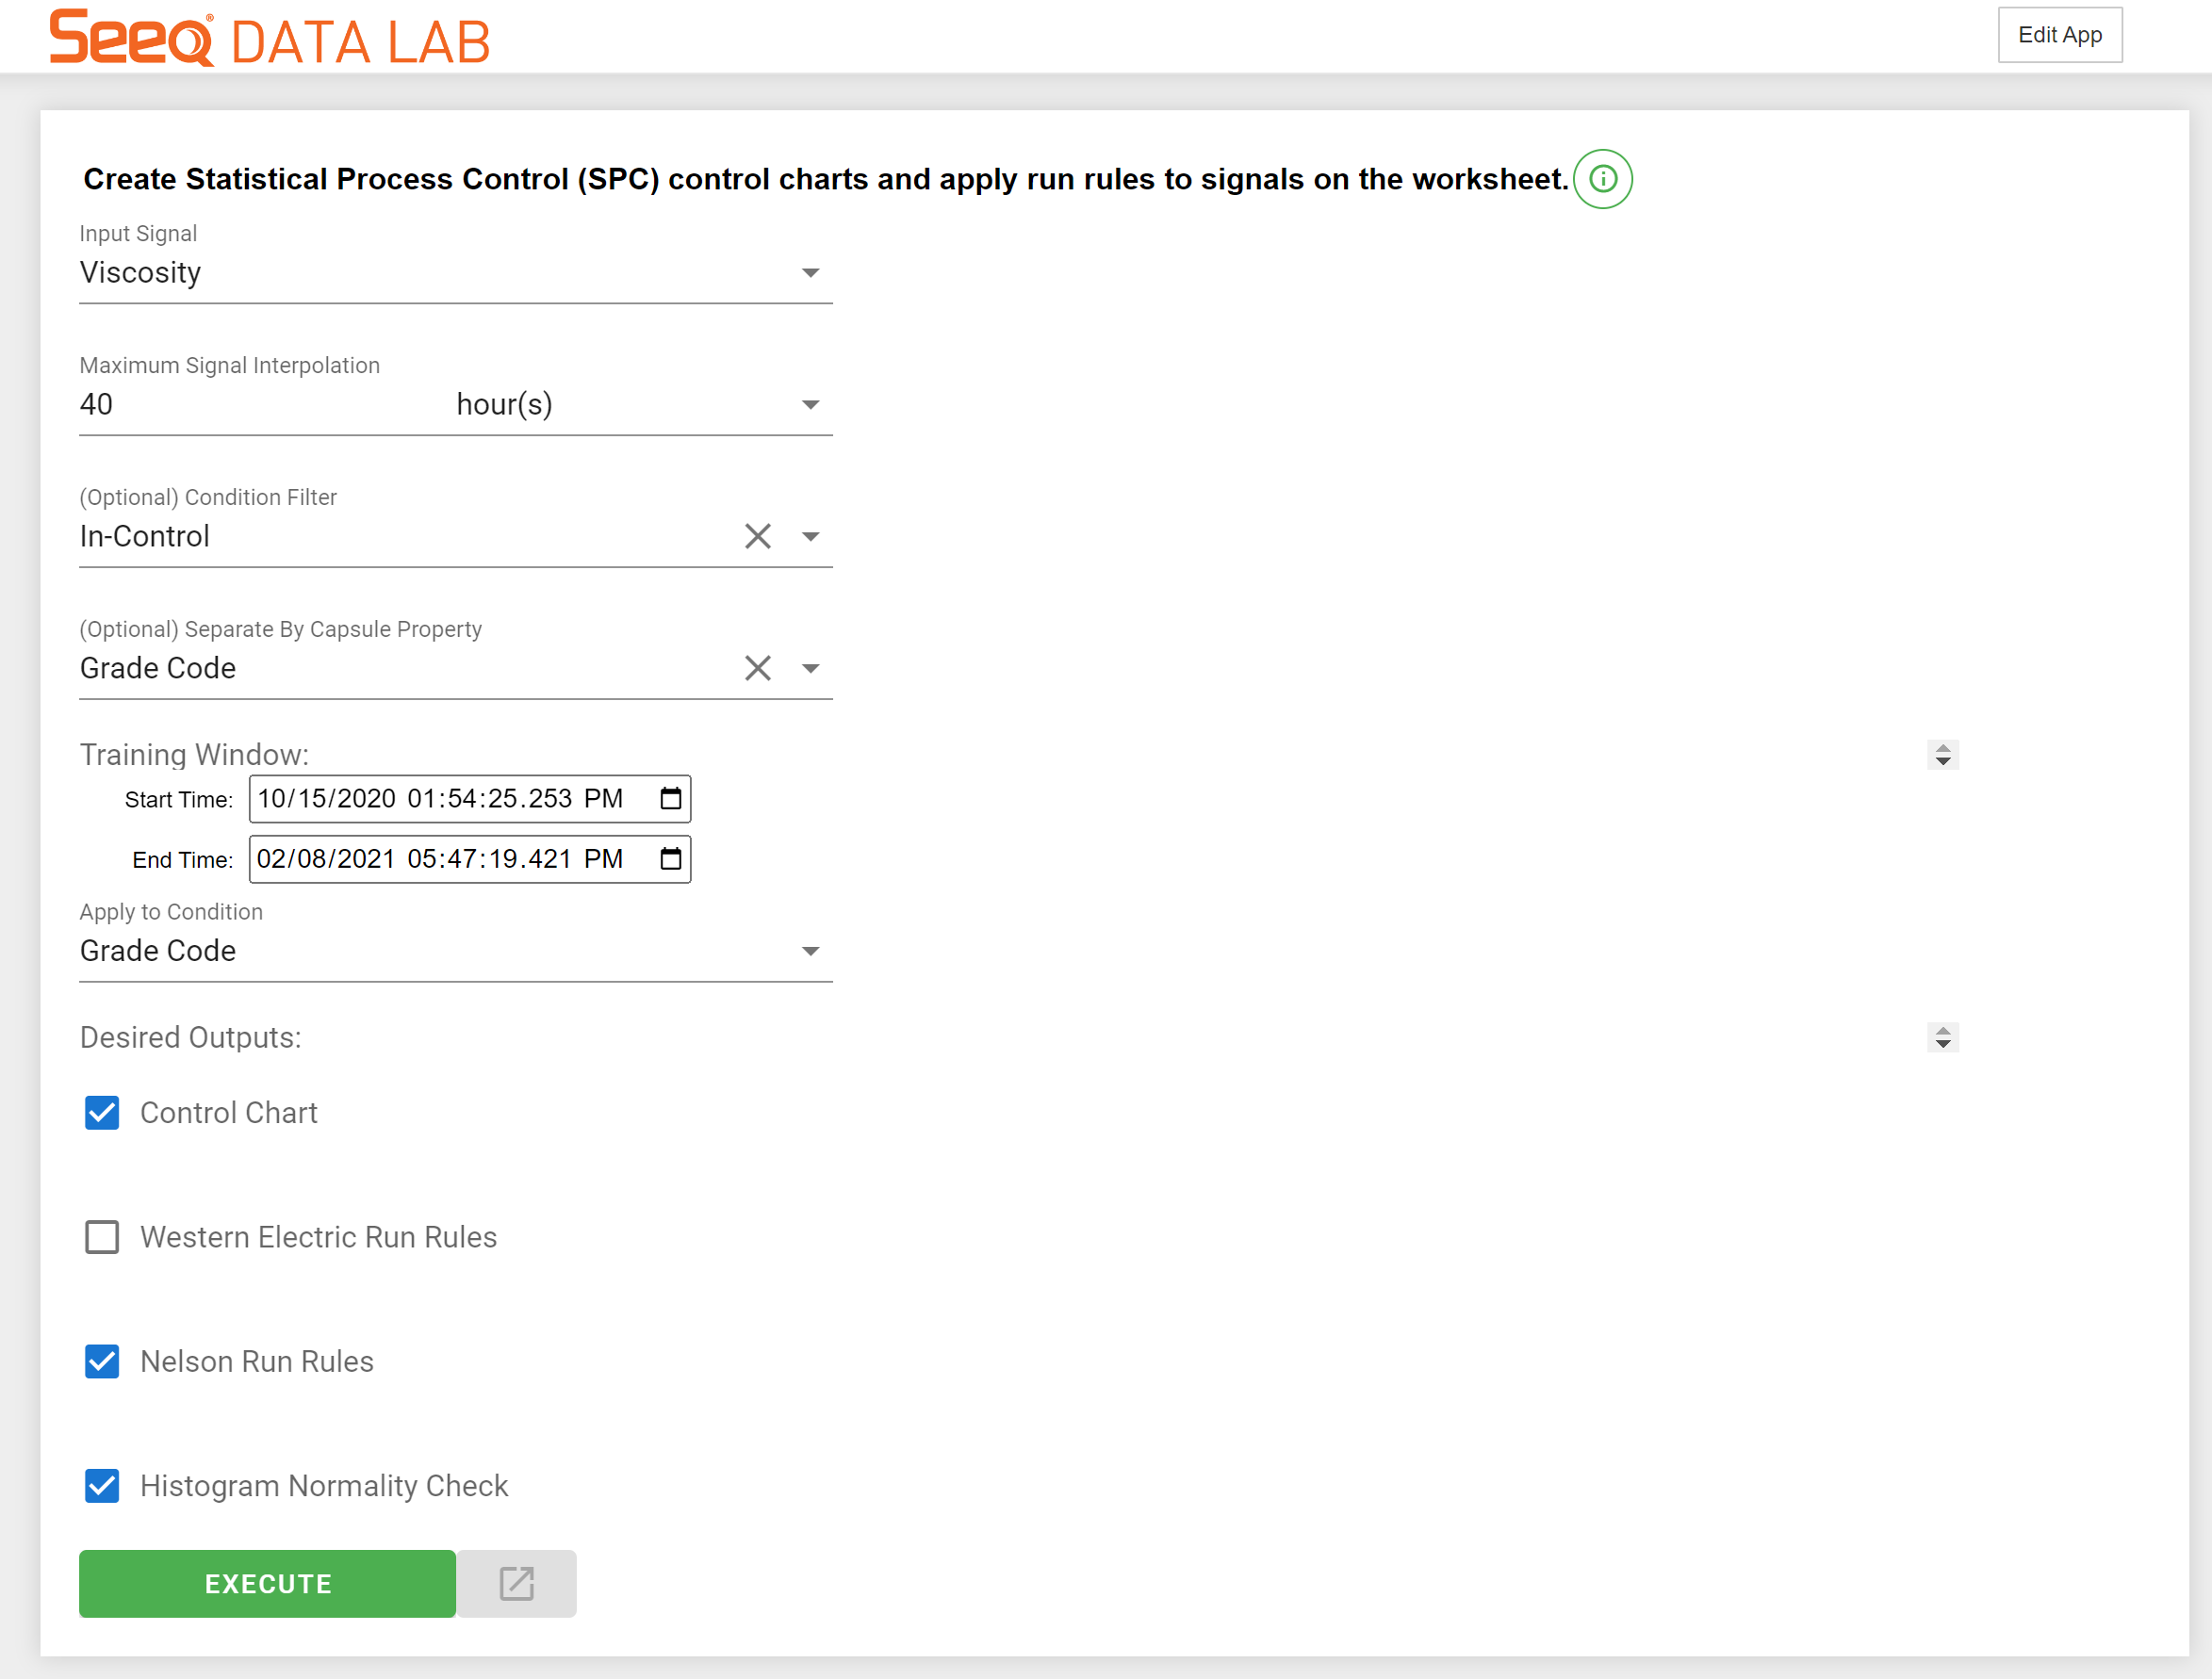 Seeq® DATA LAB
Edit App
Create Statistical Process Control (SPC) control charts and apply run rules to signals on the worksheet.
Input Signal
Viscosity
Maximum Signal Interpolation
40 hour(s)
(Optional) Condition Filter
In-Control
(Optional) Separate By Capsule Property
Grade Code
Training Window:
Start Time: 10/15/2020 01:54:25.253 PM
End Time: 02/08/2021 05:47:19.421 PM
Apply to Condition
Grade Code
Desired Outputs:
Control Chart
Western Electric Run Rules
Nelson Run Rules
Histogram Normality Check
EXECUTE